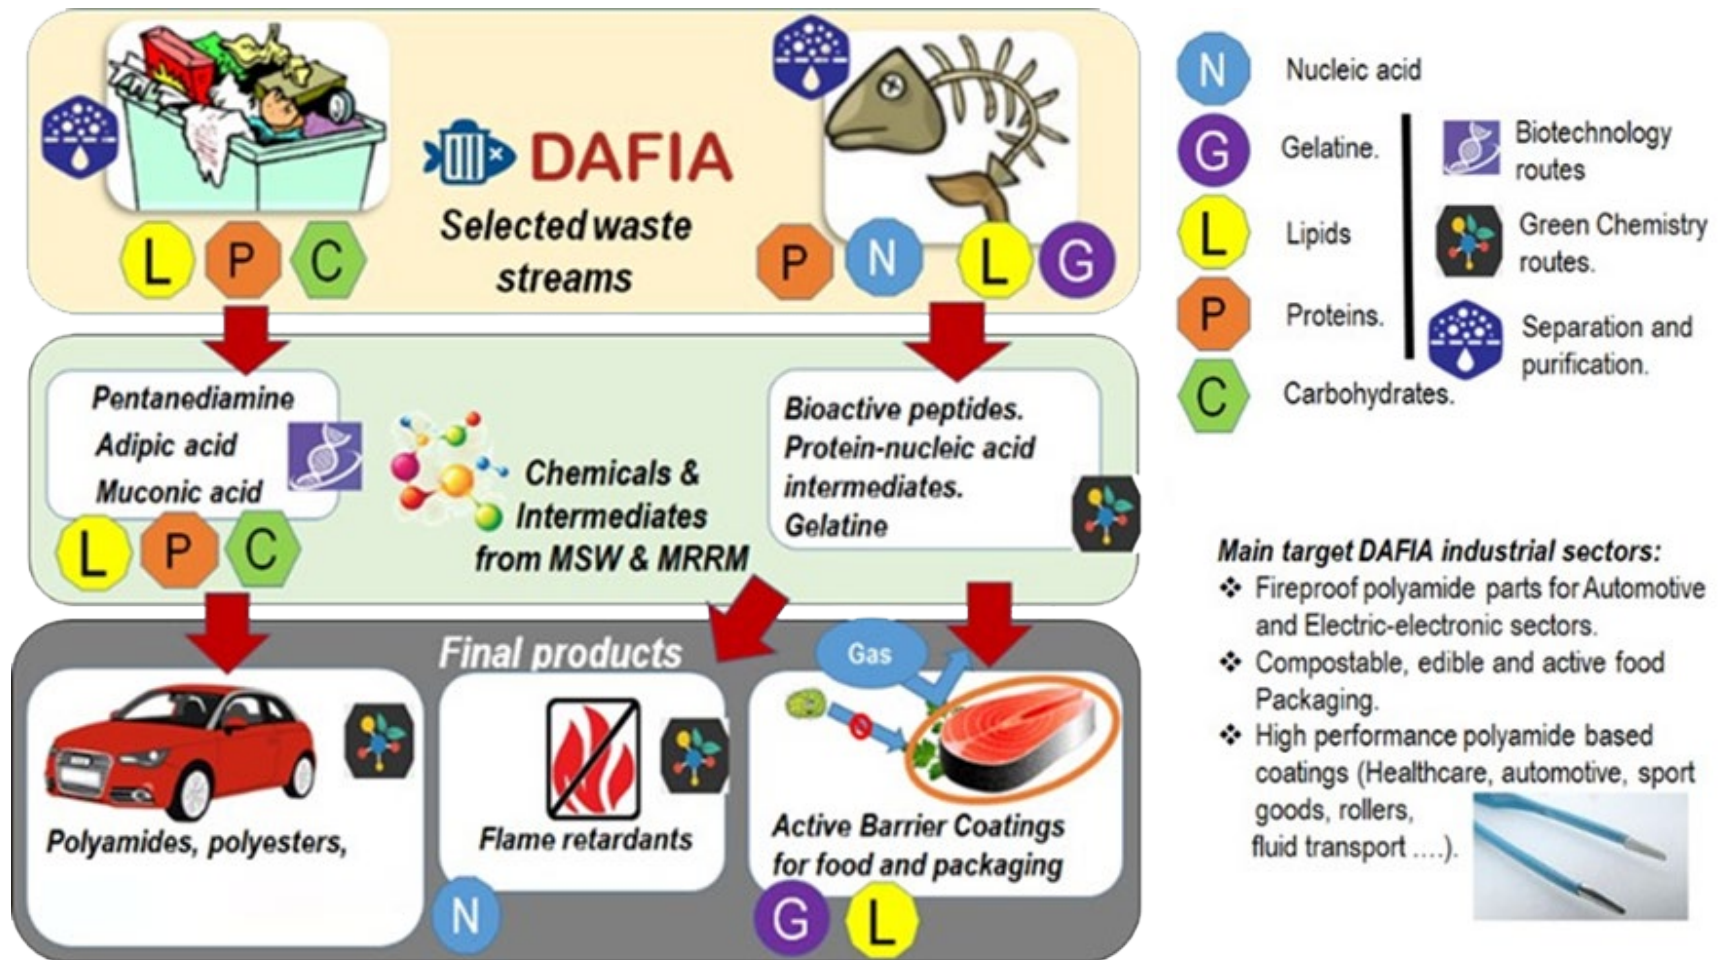 DAFIA
Selected waste
streams
L P C
P N L G
Pentanediamine
Adipic acid
Muconic acid
L P C
Chemicals &
Intermediates
from MSW & MRRM
Bioactive peptides.
Protein-nucleic acid
intermediates.
Gelatine
Final products
Polyamides, polyesters,
Flame retardants
N
Gas
Active Barrier Coatings
for food and packaging
G L
N Nucleic acid
G Gelatine.
L Lipids
P Proteins.
C Carbohydrates.
Biotechnology
routes
Green Chemistry
routes.
Separation and
purification.
Main target DAFIA industrial sectors:
❖ Fireproof polyamide parts for Automotive
and Electric-electronic sectors.
❖ Compostable, edible and active food
Packaging.
❖ High performance polyamide based
coatings (Healthcare, automotive, sport
goods, rollers,
fluid transport ....).